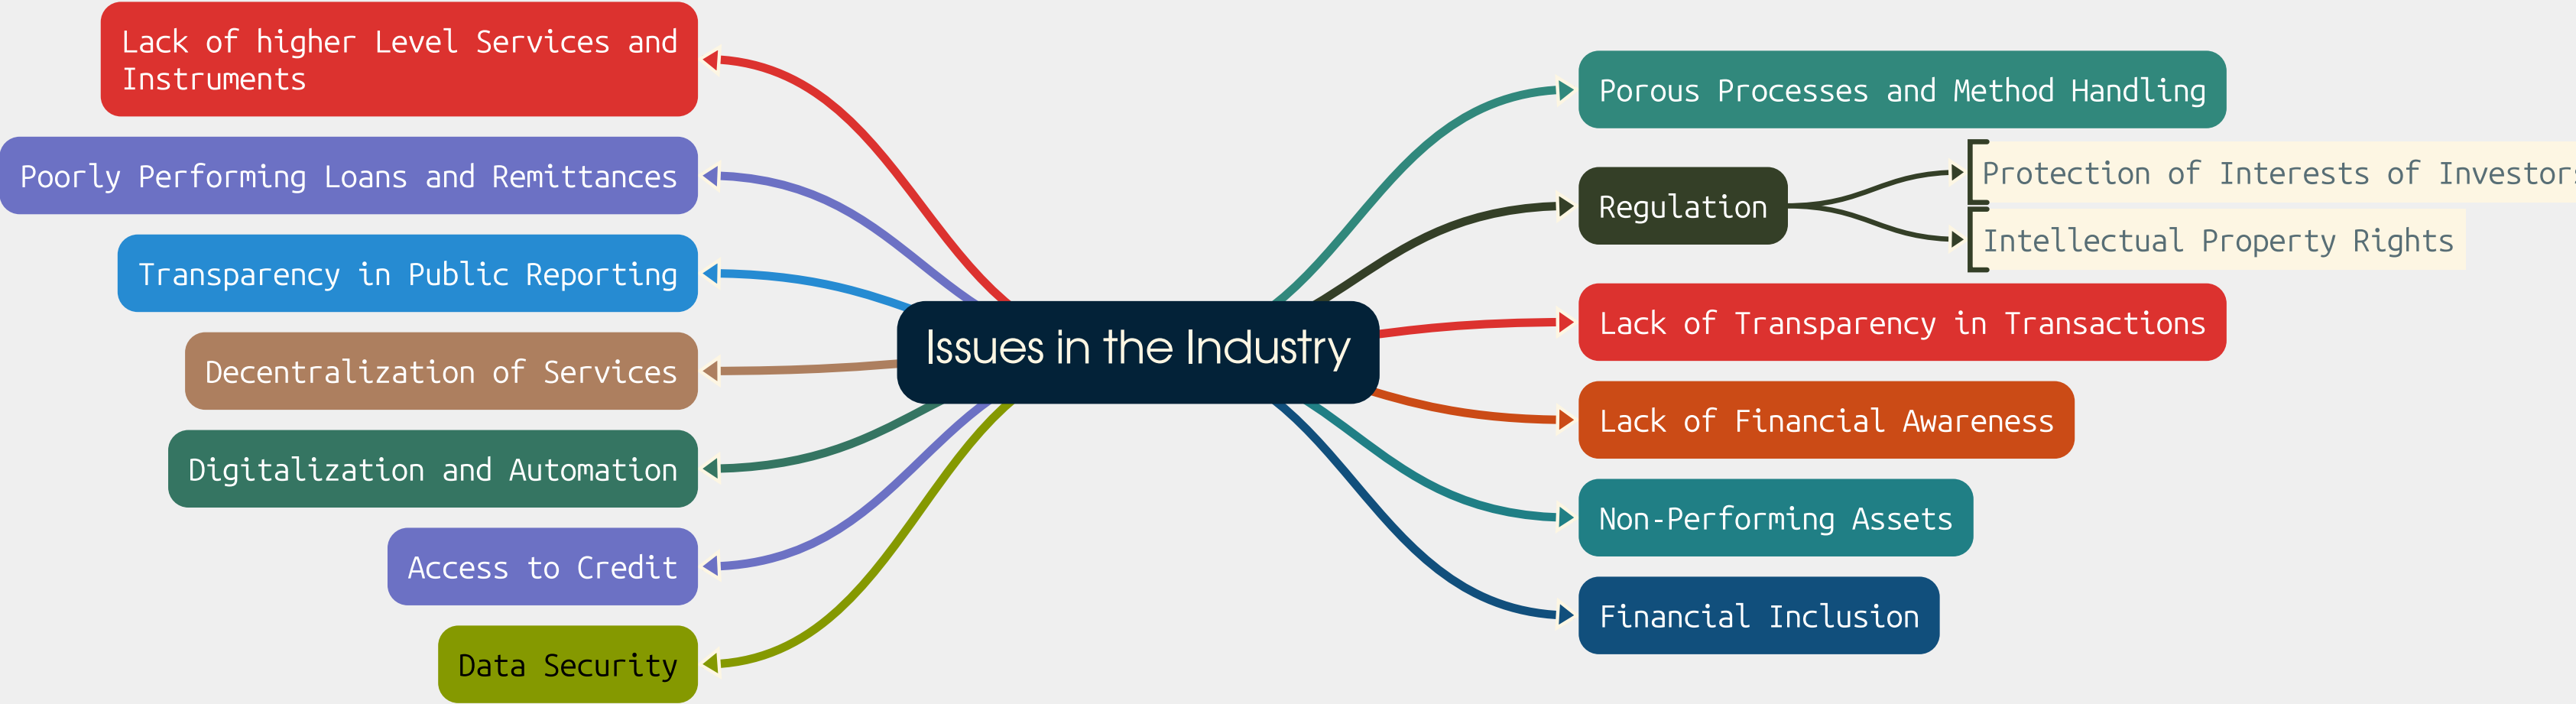 Lack of higher Level Services and
Instruments
Poorly Performing Loans and Remittances
Transparency in Public Reporting
Decentralization of Services
Digitalization and Automation
Access to Credit
Data Security
Issues in the Industry
Porous Processes and Method Handling
Regulation
Protection of Interests of Investors
Intellectual Property Rights
Lack of Transparency in Transactions
Lack of Financial Awareness
Non-Performing Assets
Financial Inclusion